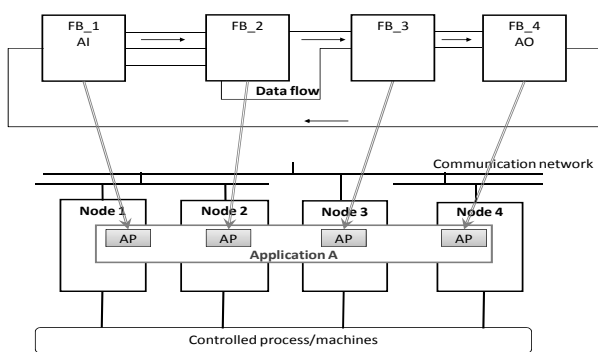 FB_1
AI
FB_2
FB_3
FB_4
AO
Data flow
Communication network
Node 1
Node 2
Node 3
Node 4
AP
AP
AP
AP
Application A
Controlled process/machines